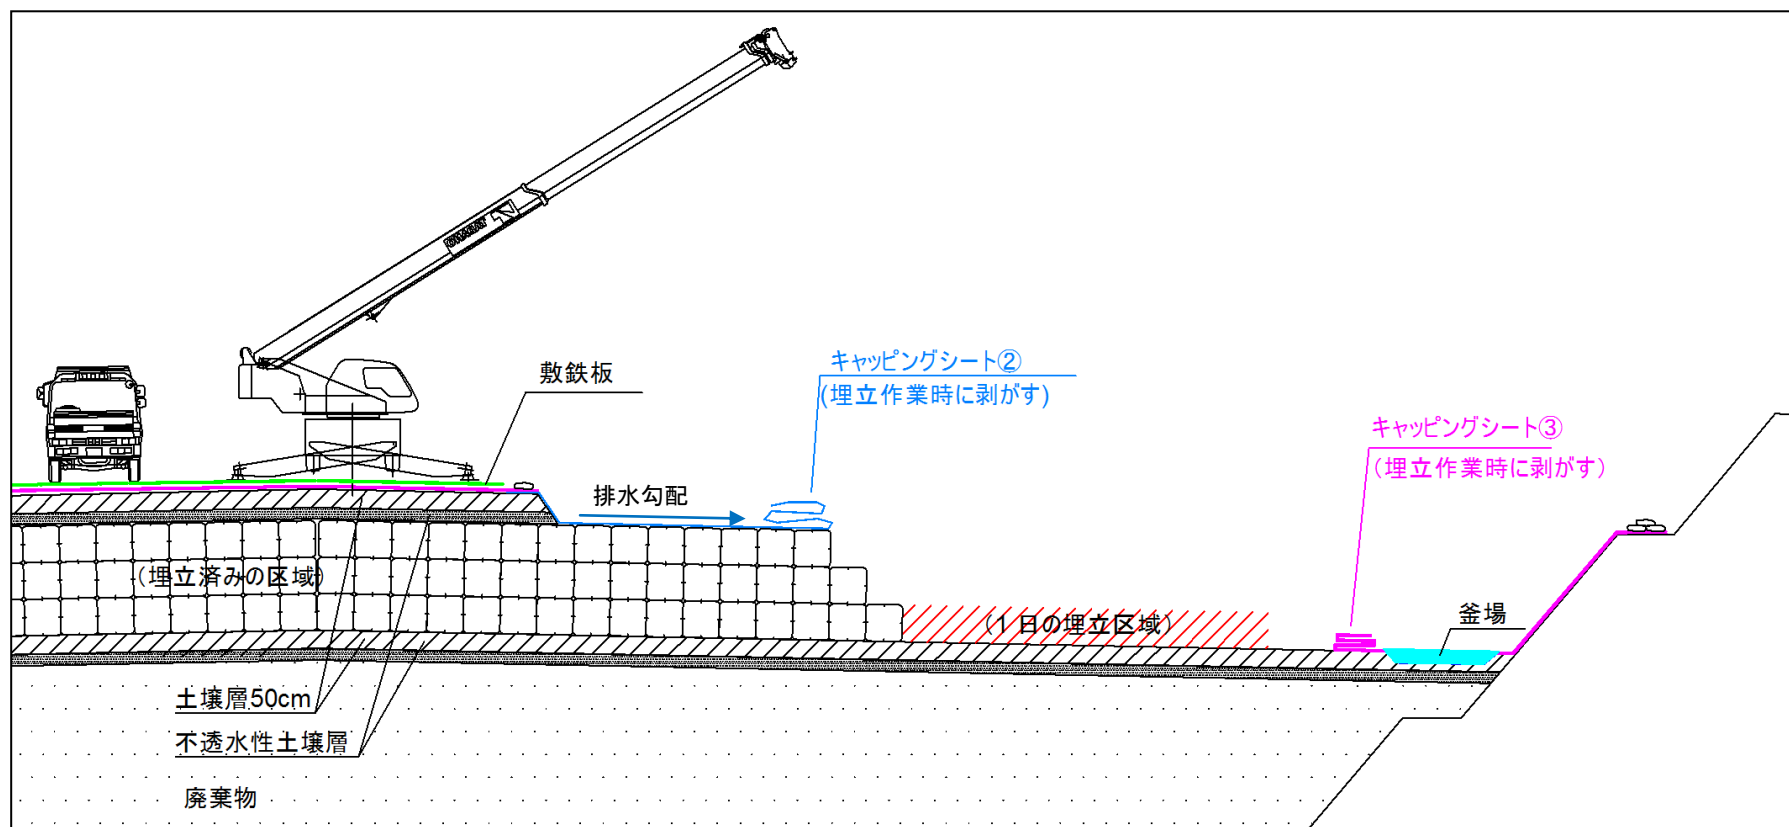 敷鉄板
キャッピングシート②
(埋立作業時に剥がす)
キャッピングシート③
(埋立作業時に剥がす)
排水勾配
(埋立済みの区域)
(1 日の埋立区域)
釜場
土壌層50cm
不透水性土壌層
廃棄物